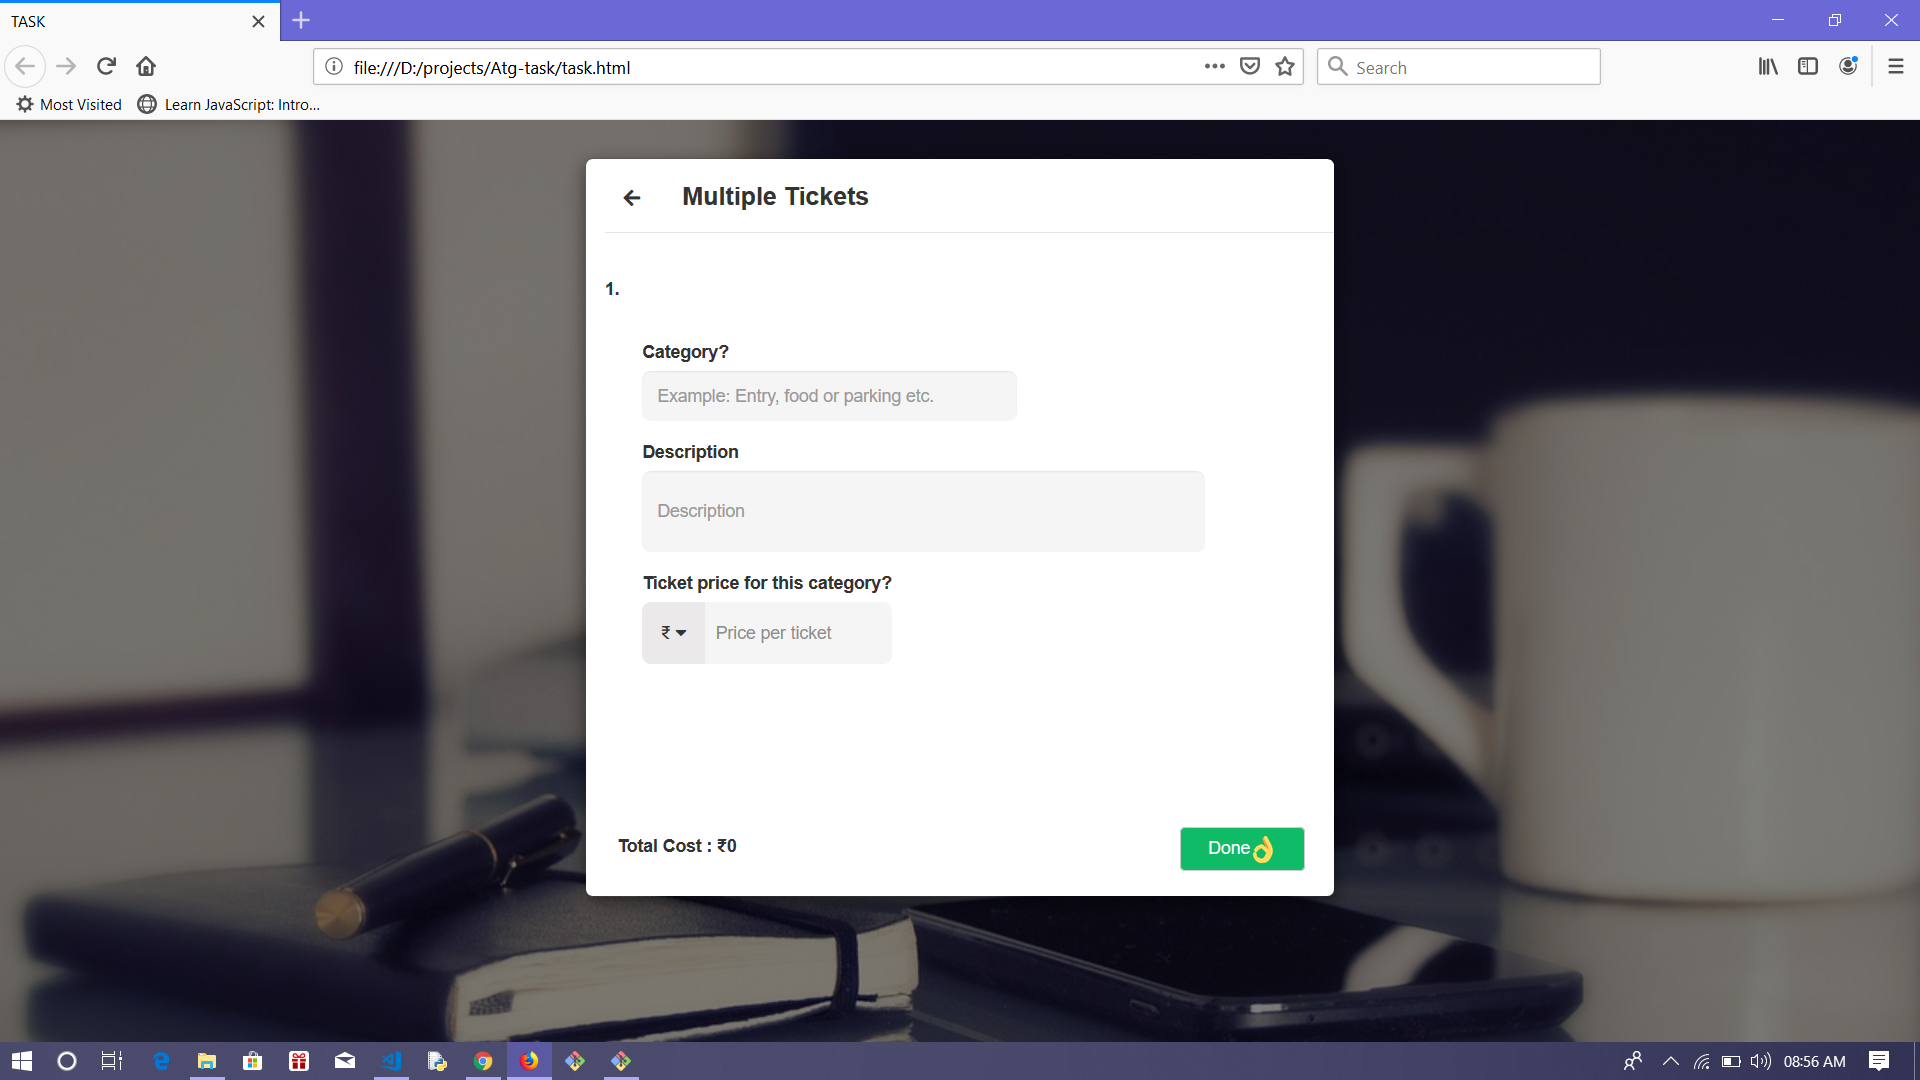 TASK
file:///D:/projects/Atg-task/task.html
Search
Most Visited
Learn JavaScript: Intro...
Multiple Tickets
1.
Category?
Example: Entry, food or parking etc.
Description
Description
Ticket price for this category?
₹
Price per ticket
Total Cost : ₹0
Done👌
08:56 AM